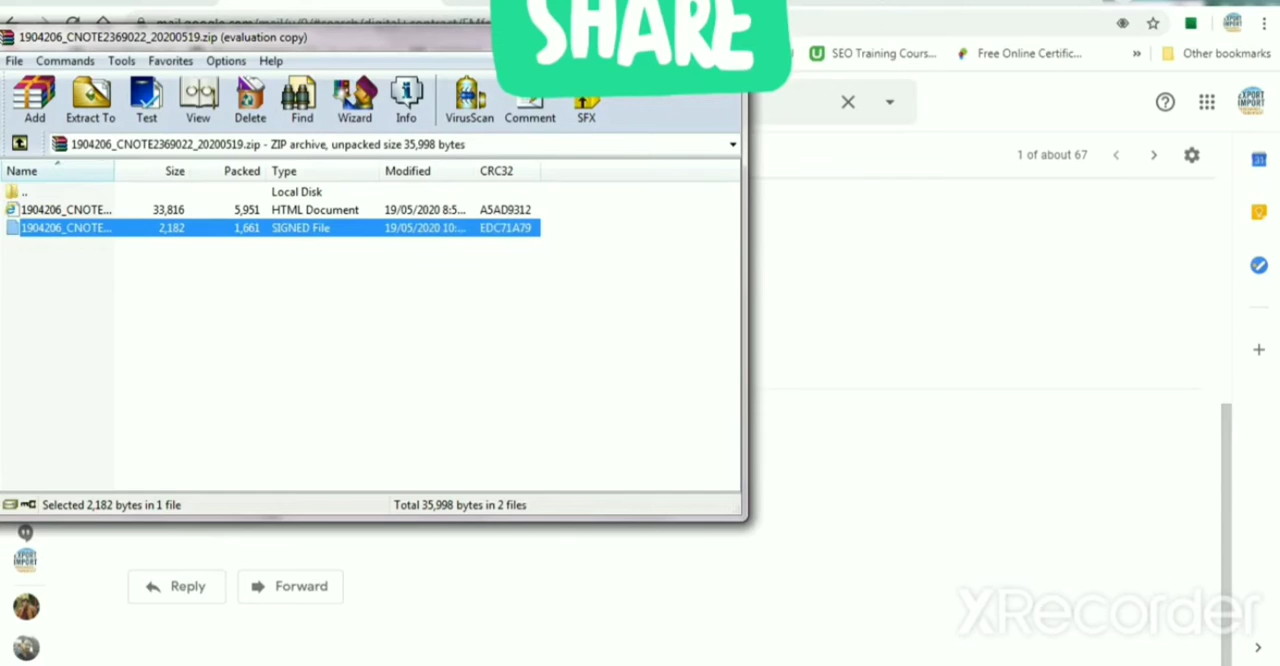 SHARE
1904206_CNOTE2369022_20200519.zip (evaluation copy)
File Commands Tools Favorites Options Help
SEO Training Cours... Free Online Certific... » Other bookmarks
Add Extract To Test View Delete Find Wizard Info VirusScan Comment SFX
1904206_CNOTE2369022_20200519.zip - ZIP archive, unpacked size 35,998 bytes
1 of about 67
Name Size Packed Type Modified CRC32
.. Local Disk
1904206_CNOTE... 33,816 5,951 HTML Document 19/05/2020 8:5... A5AD9312
1904206_CNOTE... 2,182 1,661 SIGNED File 19/05/2020 10:... EDC71A79
Selected 2,182 bytes in 1 file Total 35,998 bytes in 2 files
EXPORT IMPORT
Reply Forward
XRecorder